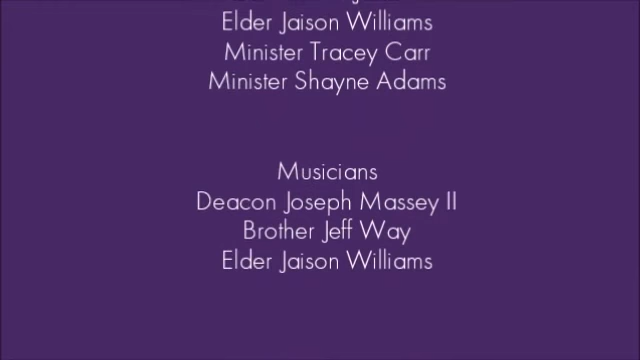 Elder Jaison Williams
Minister Tracey Carr
Minister Shayne Adams
Musicians
Deacon Joseph Massey II
Brother Jeff Way
Elder Jaison Williams